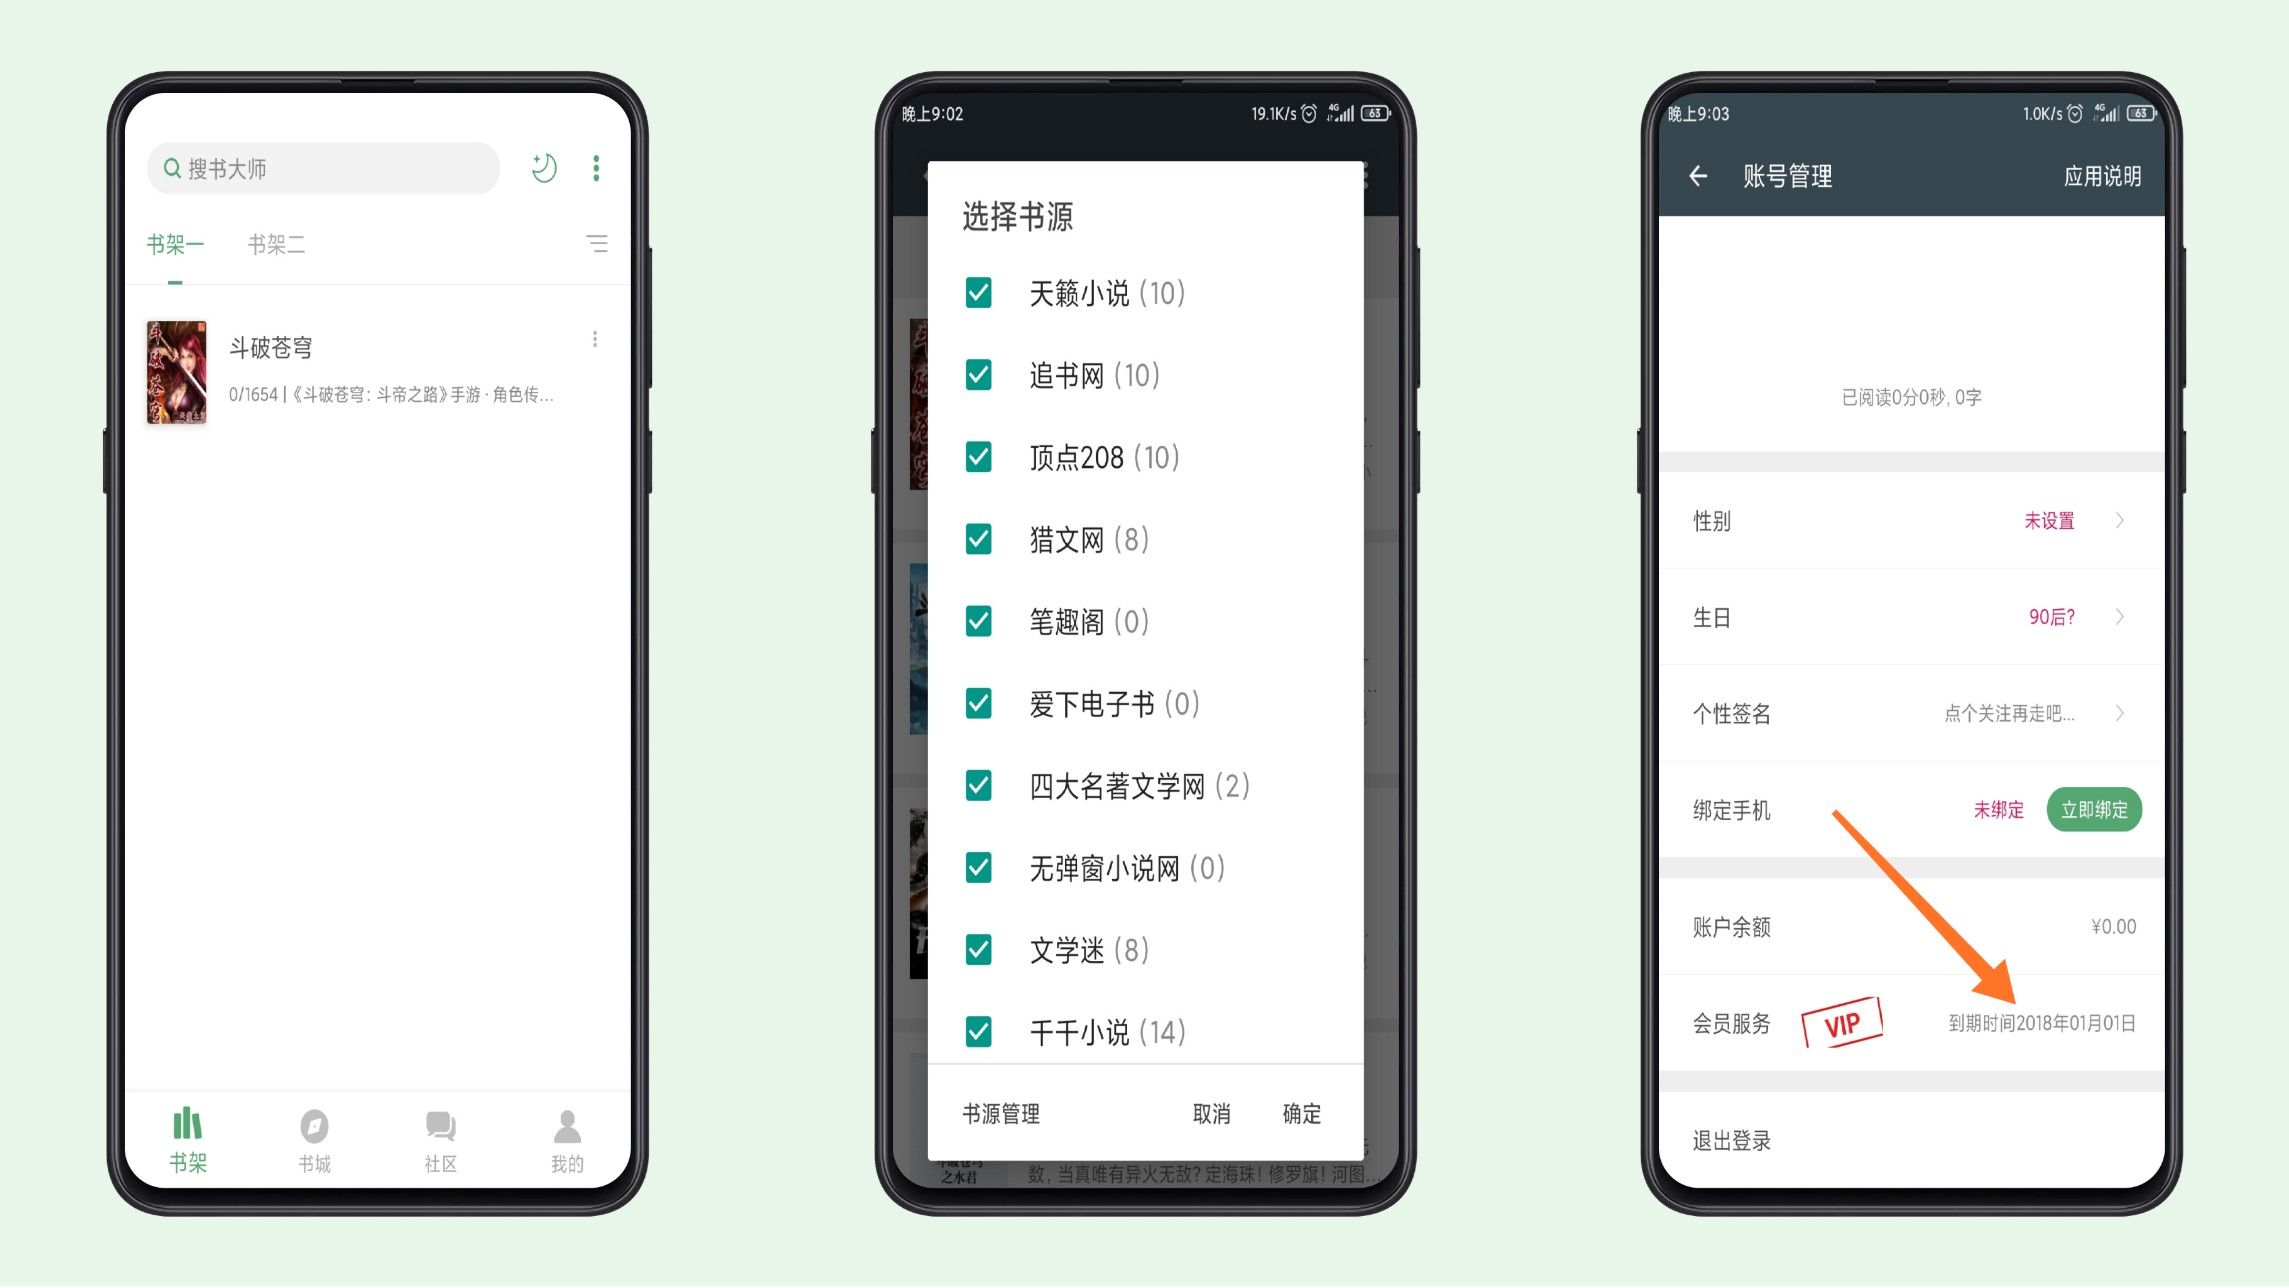 搜书大师
书架一
书架二
斗破苍穹
斗破苍穹
0/1654 |《斗破苍穹：斗帝之路》手游 · 角色传...
书架
书城
社区
我的
晚上9:02
19.1K/s
4G
63
选择书源
天籁小说 (10)
追书网 (10)
顶点208 (10)
猎文网 (8)
笔趣阁 (0)
爱下电子书 (0)
四大名著文学网 (2)
无弹窗小说网 (0)
文学迷 (8)
千千小说 (14)
书源管理
取消
确定
之水君
数，当真唯有异火无敌？定海珠！修罗旗！河图...
晚上9:03
1.0K/s
4G
63
账号管理
应用说明
已阅读0分0秒, 0字
性别
未设置
生日
90后?
个性签名
点个关注再走吧...
绑定手机
未绑定
立即绑定
账户余额
¥0.00
会员服务
VIP
到期时间2018年01月01日
退出登录